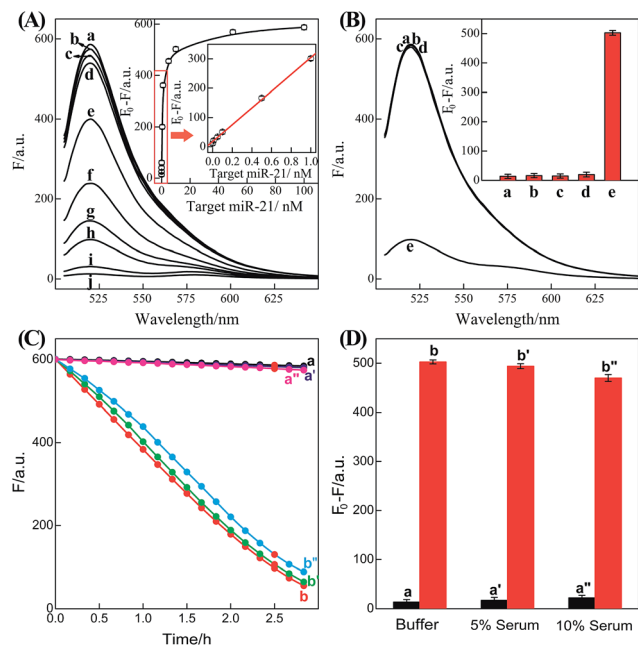 (A)
600
400
200
0
F/a.u.
525
550
575
600
625
Wavelength/nm
b
a
c
d
e
f
g
h
i
j
600
400
200
0
F₀-F/a.u.
0
20
40
60
80
100
Target miR-21/ nM
300
200
100
0
F₀-F/a.u.
0.0
0.2
0.4
0.6
0.8
1.0
Target miR-21/ nM
(B)
600
400
200
0
F/a.u.
525
550
575
600
625
Wavelength/nm
c
a
b
d
e
500
400
300
200
100
0
F₀-F/a.u.
a
b
c
d
e
(C)
600
400
200
0
F/a.u.
0.0
0.5
1.0
1.5
2.0
2.5
Time/h
a
a'
a"
b"
b'
b
(D)
500
400
300
200
100
0
F₀-F/a.u.
a
b
a'
b'
a"
b"
Buffer
5% Serum
10% Serum